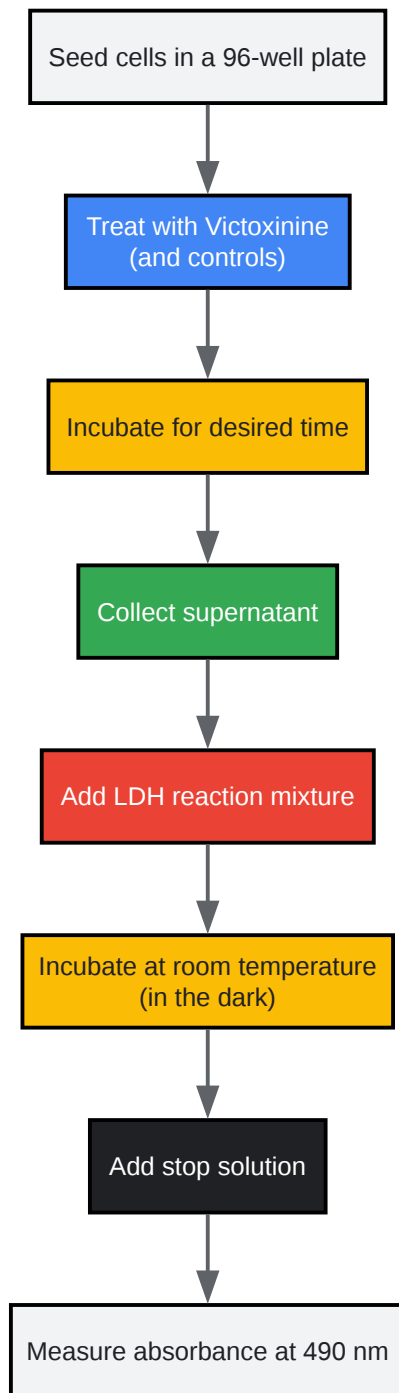 Seed cells in a 96-well plate
Treat with Victoxinine
(and controls)
Incubate for desired time
Collect supernatant
Add LDH reaction mixture
Incubate at room temperature
(in the dark)
Add stop solution
Measure absorbance at 490 nm